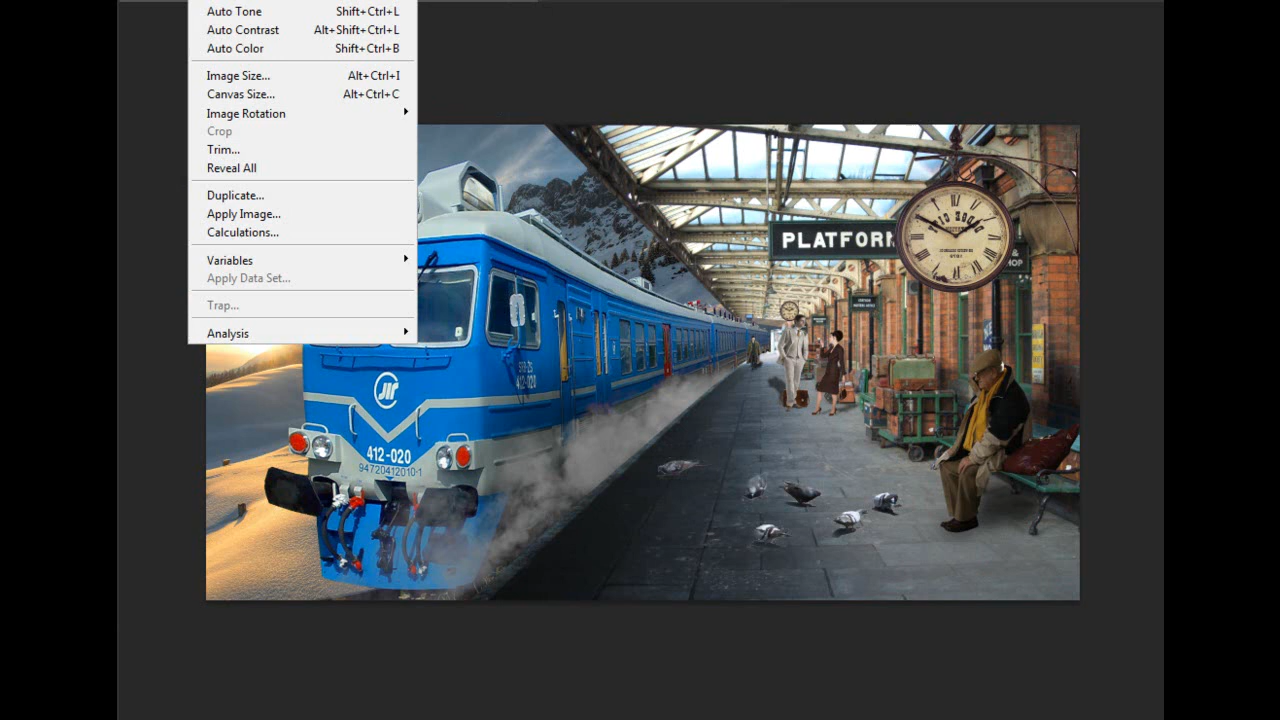 Auto Tone Shift+Ctrl+L
Auto Contrast Alt+Shift+Ctrl+L
Auto Color Shift+Ctrl+B
Image Size... Alt+Ctrl+I
Canvas Size... Alt+Ctrl+C
Image Rotation
Crop
Trim...
Reveal All
Duplicate...
Apply Image...
Calculations...
Variables
Apply Data Set...
Trap...
Analysis
PLATFORM
&
HOP
412-020
947204120101
412-020